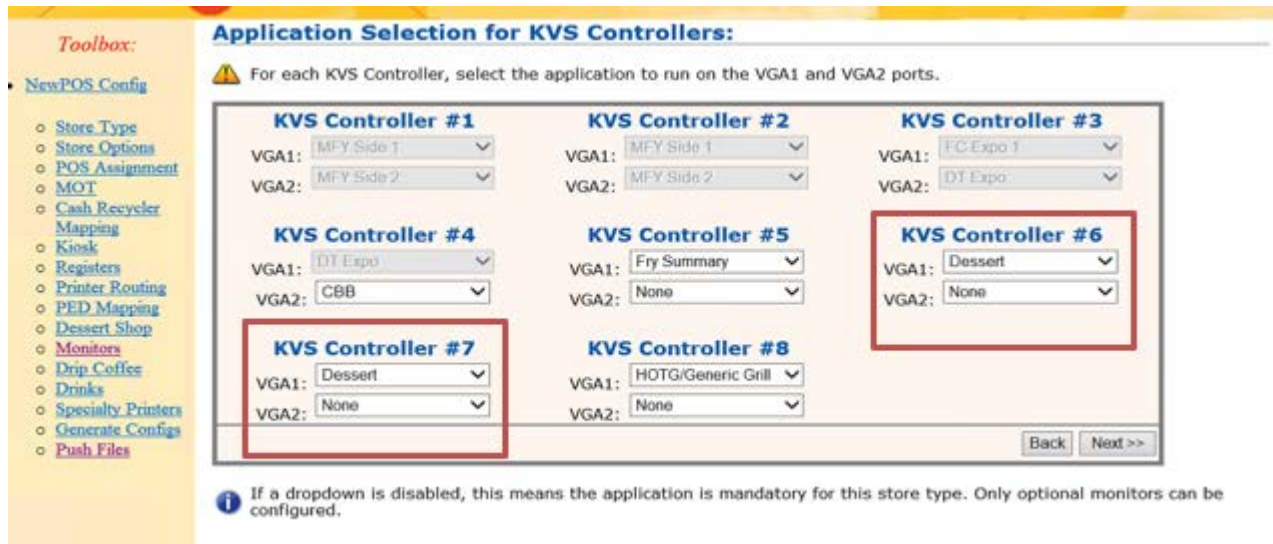 Toolbox:
NewPOS Config
Store Type
Store Options
POS Assignment
MOT
Cash Recycler
Mapping
Kiosk
Registers
Printer Routing
PED Mapping
Dessert Shop
Monitors
Drip Coffee
Drinks
Specialty Printers
Generate Configs
Push Files
Application Selection for KVS Controllers:
For each KVS Controller, select the application to run on the VGA1 and VGA2 ports.
KVS Controller #1
VGA1: MFY Side 1
VGA2: MFY Side 2
KVS Controller #2
VGA1: MFY Side 1
VGA2: MFY Side 2
KVS Controller #3
VGA1: FC Expo 1
VGA2: DT Expo
KVS Controller #4
VGA1: DT Expo
VGA2: CBB
KVS Controller #5
VGA1: Fry Summary
VGA2: None
KVS Controller #6
VGA1: Dessert
VGA2: None
KVS Controller #7
VGA1: Dessert
VGA2: None
KVS Controller #8
VGA1: HOTG/Generic Grill
VGA2: None
Back Next >>
If a dropdown is disabled, this means the application is mandatory for this store type. Only optional monitors can be
configured.